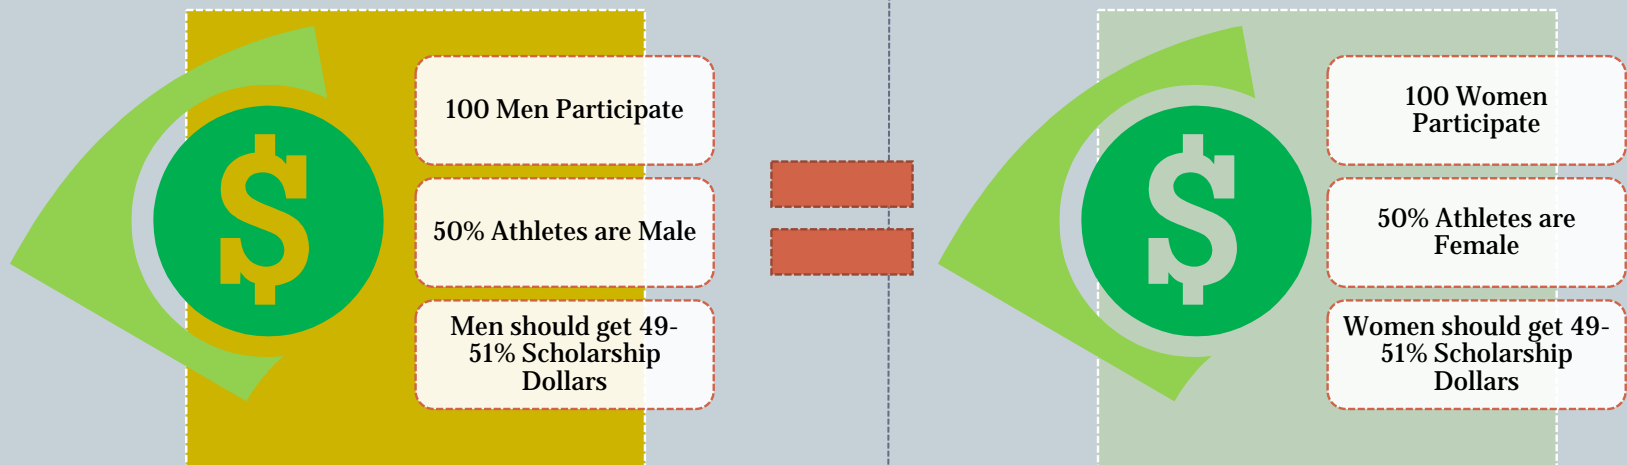 100 Men Participate
50% Athletes are Male
Men should get 49-
51% Scholarship
Dollars
100 Women
Participate
50% Athletes are
Female
Women should get 49-
51% Scholarship
Dollars